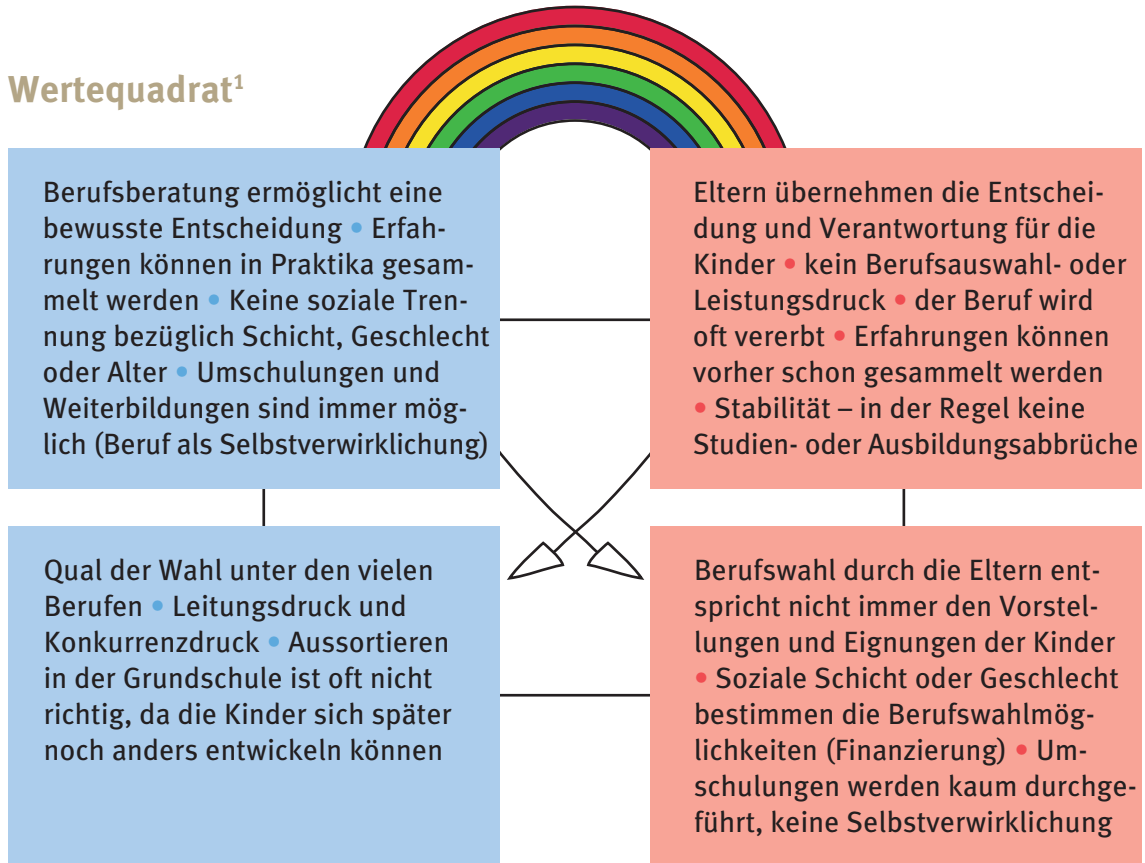 Wertequadrat¹
Berufsberatung ermöglicht eine
bewusste Entscheidung • Erfah-
rungen können in Praktika gesam-
melt werden • Keine soziale Tren-
nung bezüglich Schicht, Geschlecht
oder Alter • Umschulungen und
Weiterbildungen sind immer mög-
lich (Beruf als Selbstverwirklichung)
Eltern übernehmen die Entschei-
dung und Verantwortung für die
Kinder • kein Berufsauswahl- oder
Leistungsdruck • der Beruf wird
oft vererbt • Erfahrungen können
vorher schon gesammelt werden
• Stabilität – in der Regel keine
Studien- oder Ausbildungsabbrüche
Qual der Wahl unter den vielen
Berufen • Leitungsdruck und
Konkurrenzdruck • Aussortieren
in der Grundschule ist oft nicht
richtig, da die Kinder sich später
noch anders entwickeln können
Berufswahl durch die Eltern ent-
spricht nicht immer den Vorstel-
lungen und Eignungen der Kinder
• Soziale Schicht oder Geschlecht
bestimmen die Berufswahlmög-
lichkeiten (Finanzierung) • Um-
schulungen werden kaum durchge-
führt, keine Selbstverwirklichung